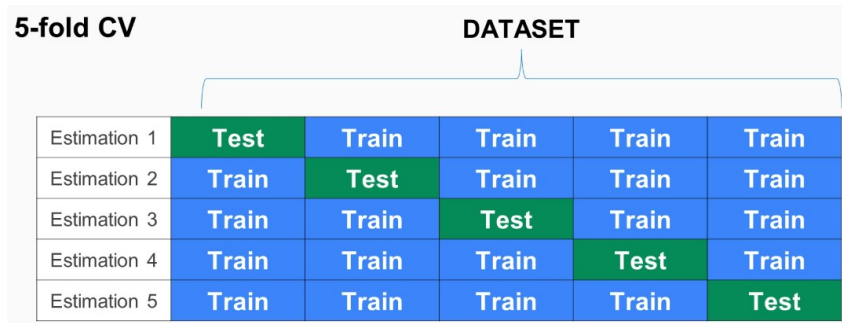 5-fold CV DATASET
Estimation 1 Test Train Train Train Train
Estimation 2 Train Test Train Train Train
Estimation 3 Train Train Test Train Train
Estimation 4 Train Train Train Test Train
Estimation 5 Train Train Train Train Test